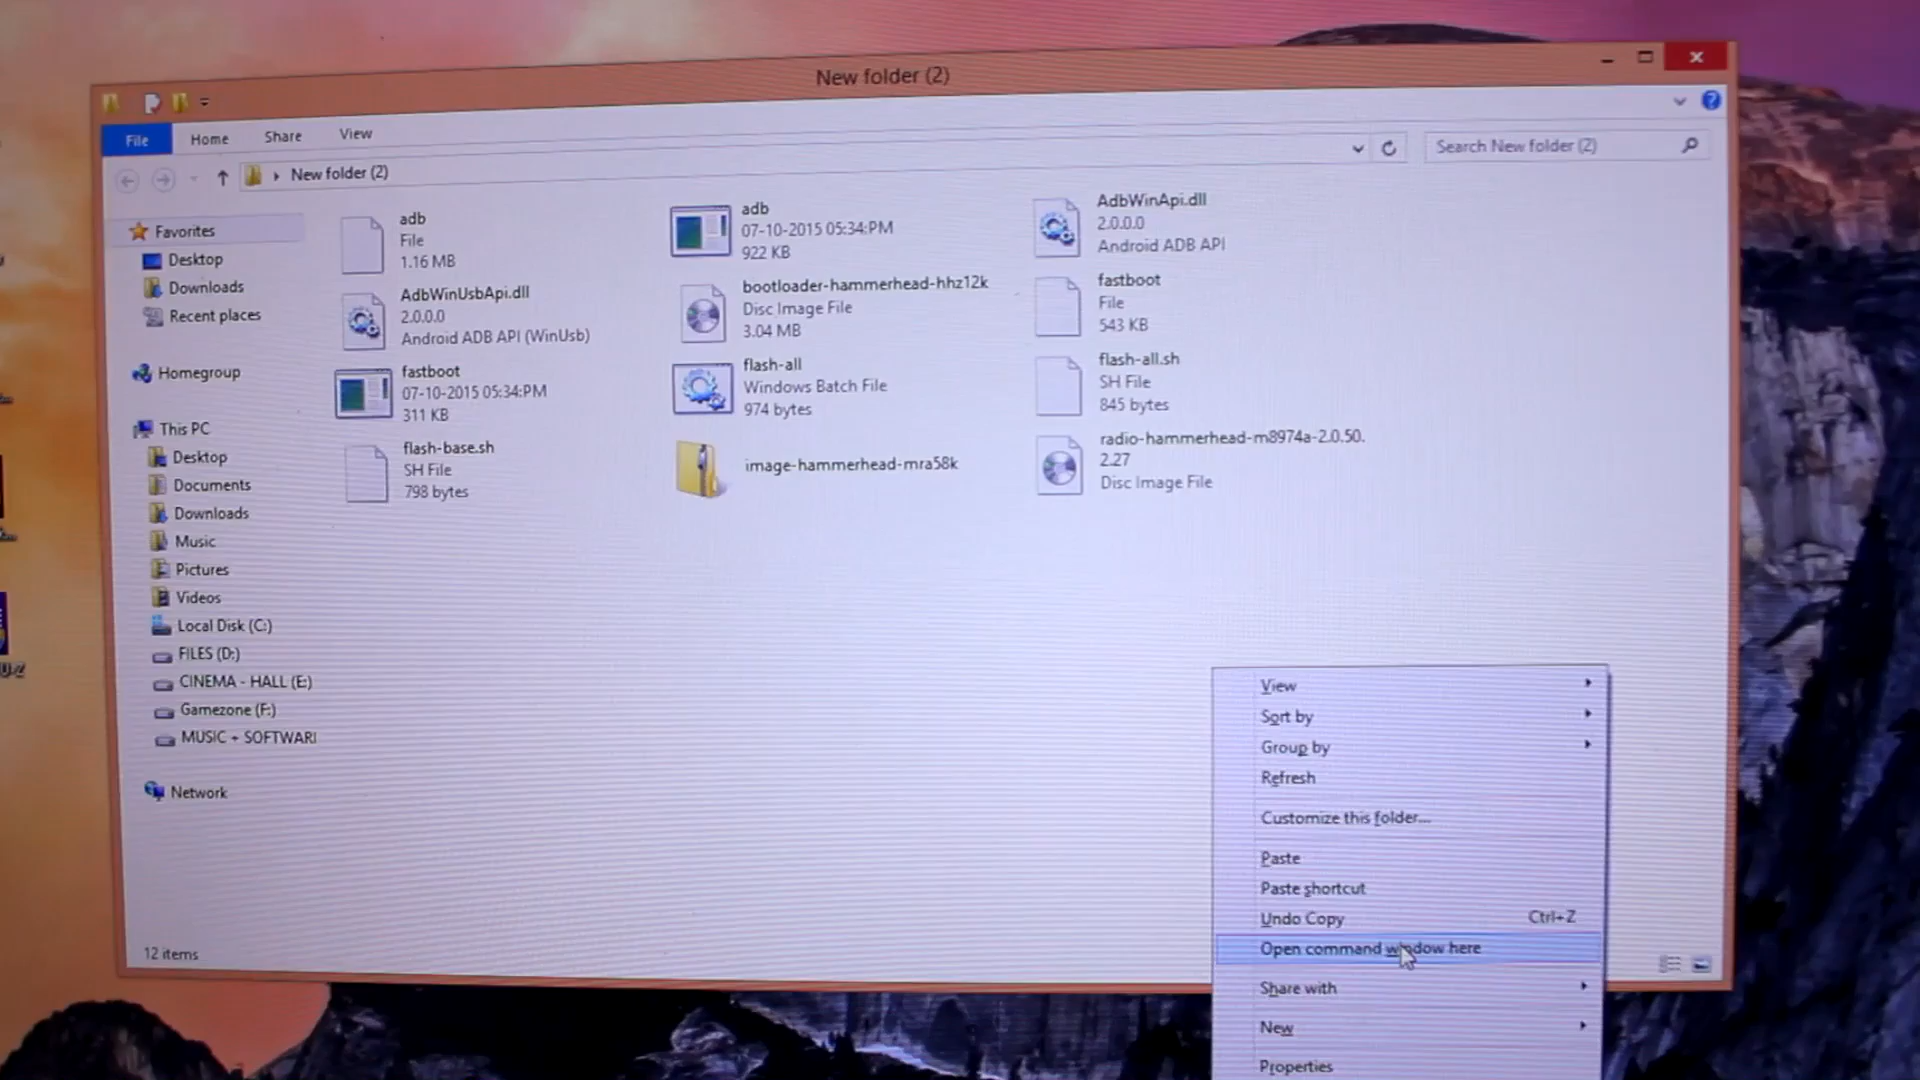 New folder (2)
File
Home
Share
View
New folder (2)
Search New folder (2)
Favorites
Desktop
Downloads
Recent places
Homegroup
This PC
Desktop
Documents
Downloads
Music
Pictures
Videos
Local Disk (C:)
FILES (D:)
CINEMA - HALL (E:)
Gamezone (F:)
MUSIC + SOFTWARI
Network
adb
File
1.16 MB
adb
07-10-2015 05:34:PM
922 KB
AdbWinApi.dll
2.0.0.0
Android ADB API
AdbWinUsbApi.dll
2.0.0.0
Android ADB API (WinUsb)
bootloader-hammerhead-hhz12k
Disc Image File
3.04 MB
fastboot
File
543 KB
fastboot
07-10-2015 05:34:PM
311 KB
flash-all
Windows Batch File
974 bytes
flash-all.sh
SH File
845 bytes
flash-base.sh
SH File
798 bytes
image-hammerhead-mra58k
radio-hammerhead-m8974a-2.0.50.
2.27
Disc Image File
View
Sort by
Group by
Refresh
Customize this folder...
Paste
Paste shortcut
Undo Copy Ctrl+Z
Open command window here
Share with
New
Properties
12 items